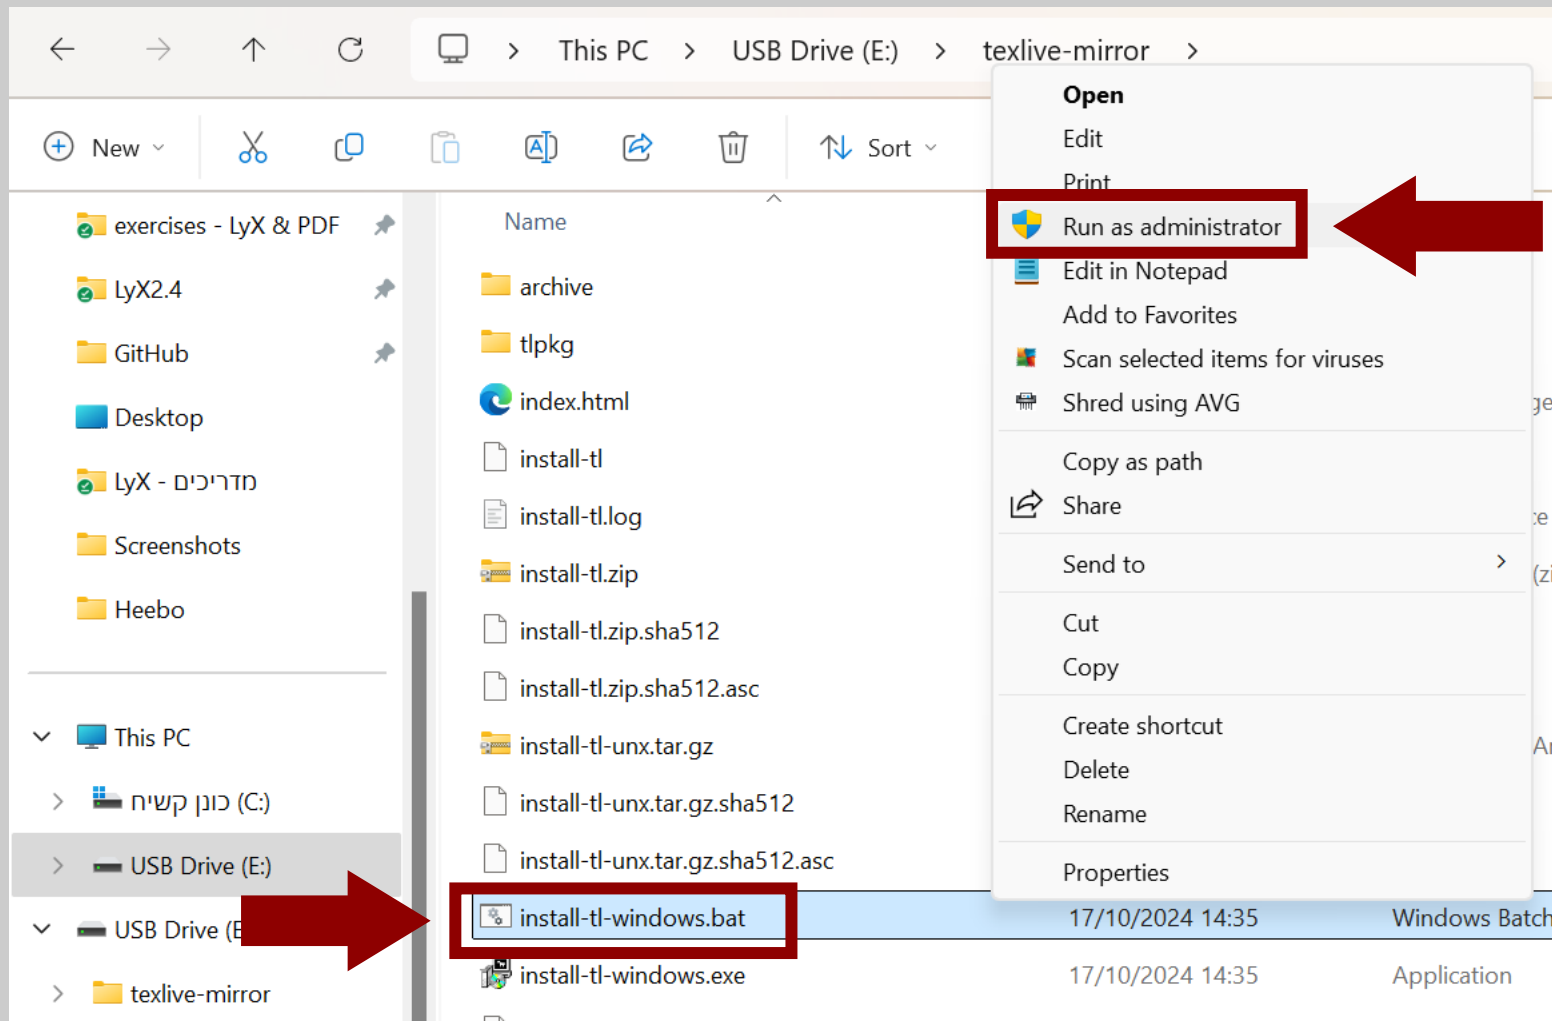 This PC > USB Drive (E:) > texlive-mirror >
New
Sort
exercises - LyX & PDF
LyX2.4
GitHub
Desktop
LyX - מדריכים
Screenshots
Heebo
This PC
כונן קשיח (C:)
USB Drive (E:)
USB Drive
texlive-mirror
Name
archive
tlpkg
index.html
install-tl
install-tl.log
install-tl.zip
install-tl.zip.sha512
install-tl.zip.sha512.asc
install-tl-unx.tar.gz
install-tl-unx.tar.gz.sha512
install-tl-unx.tar.gz.sha512.asc
install-tl-windows.bat 17/10/2024 14:35 Windows Batch
install-tl-windows.exe 17/10/2024 14:35 Application
Open
Edit
Print
Run as administrator
Edit in Notepad
Add to Favorites
Scan selected items for viruses
Shred using AVG
Copy as path
Share
Send to
Cut
Copy
Create shortcut
Delete
Rename
Properties